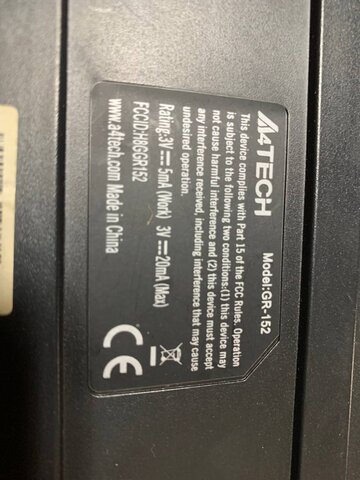 A4TECH Model:GR-152
This device complies with Part 15 of the FCC Rules. Operation
is subject to the following two conditions:(1) this device may
not cause harmful interference and (2) this device must accept
any interference received, including interference that may cause
undesired operation.
Rating:3V⎓5mA (Work) 3V⎓20mA (Max)
FCCID:H8CGR152
www.a4tech.com Made in China
CE